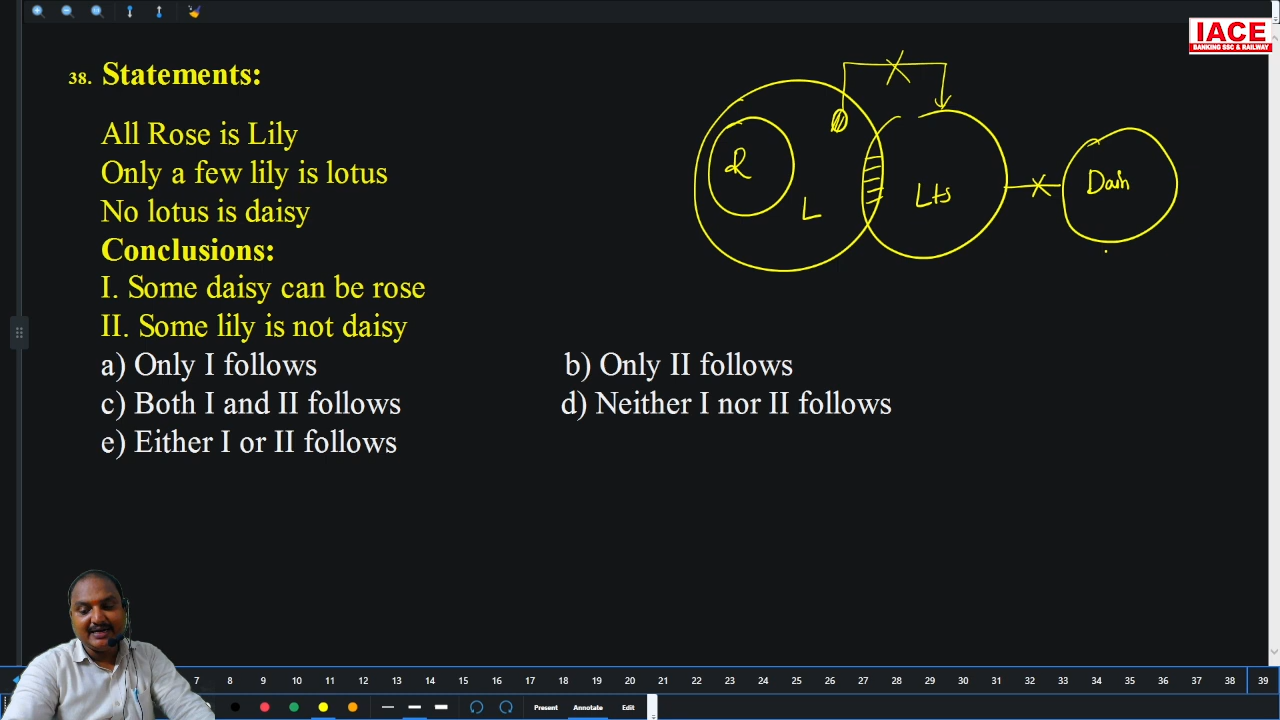 IACE
BANKING SSC & RAILWAY
38. Statements:
All Rose is Lily
Only a few lily is lotus
No lotus is daisy
Conclusions:
I. Some daisy can be rose
II. Some lily is not daisy
a) Only I follows b) Only II follows
c) Both I and II follows d) Neither I nor II follows
e) Either I or II follows
R L Lts
7 8 9 10 11 12 13 14 15 16 17 18 19 20 21 22 23 24 25 26 27 28 29 30 31 32 33 34 35 36 37 38 39
Present Annotate Edit